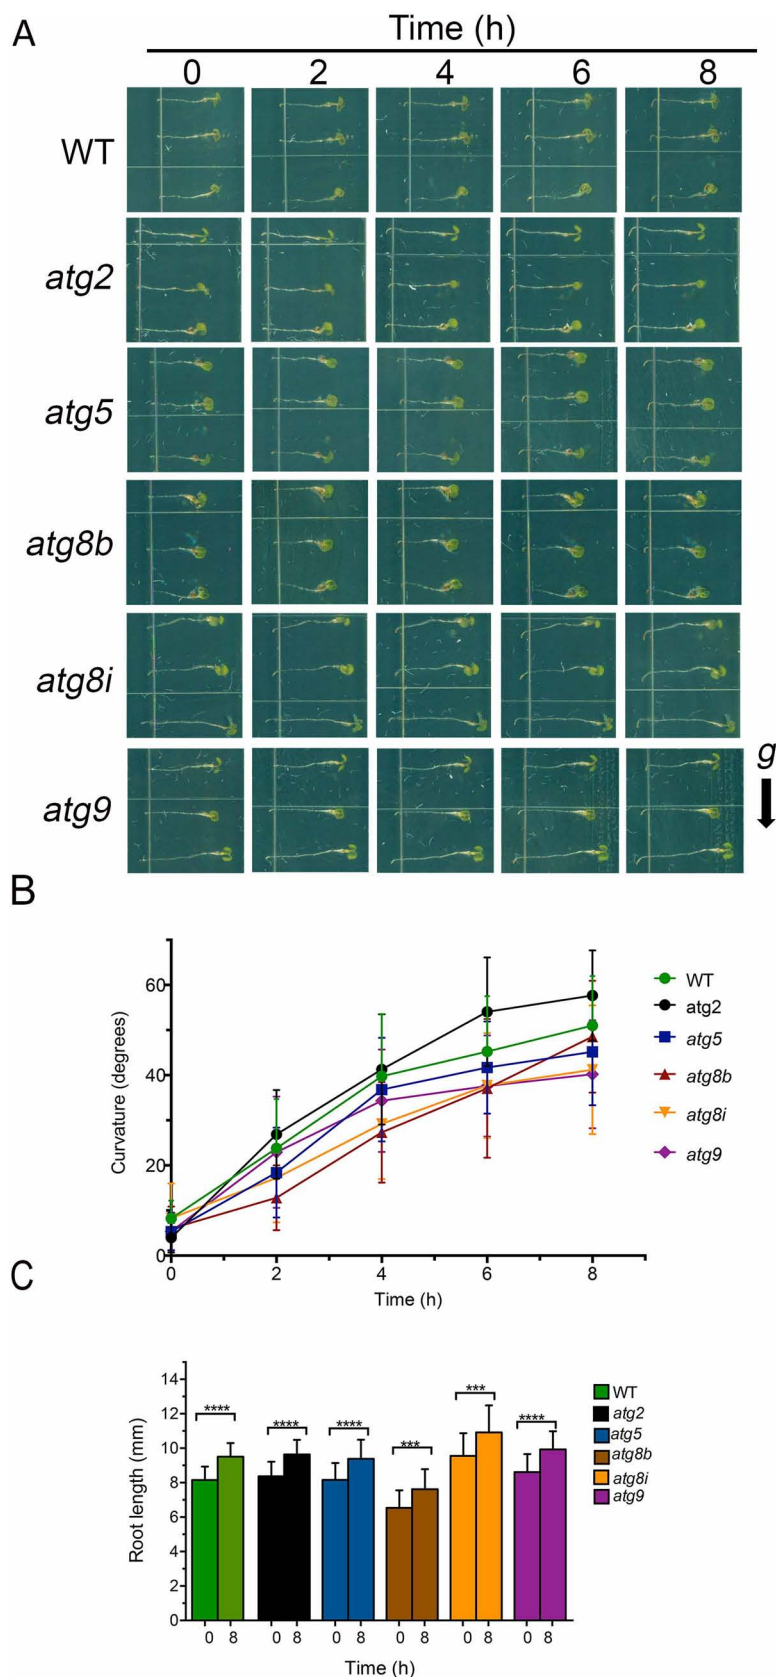 A
Time (h)
0 2 4 6 8
WT
atg2
atg5
atg8b
atg8i
g
atg9
B
60
40
20
0
Curvature (degrees)
0 2 4 6 8
Time (h)
WT
atg2
atg5
atg8b
atg8i
atg9
C
14
12
10
8
6
4
2
0
Root length (mm)
**** **** **** *** *** ****
0 8 0 8 0 8 0 8 0 8 0 8
Time (h)
WT
atg2
atg5
atg8b
atg8i
atg9